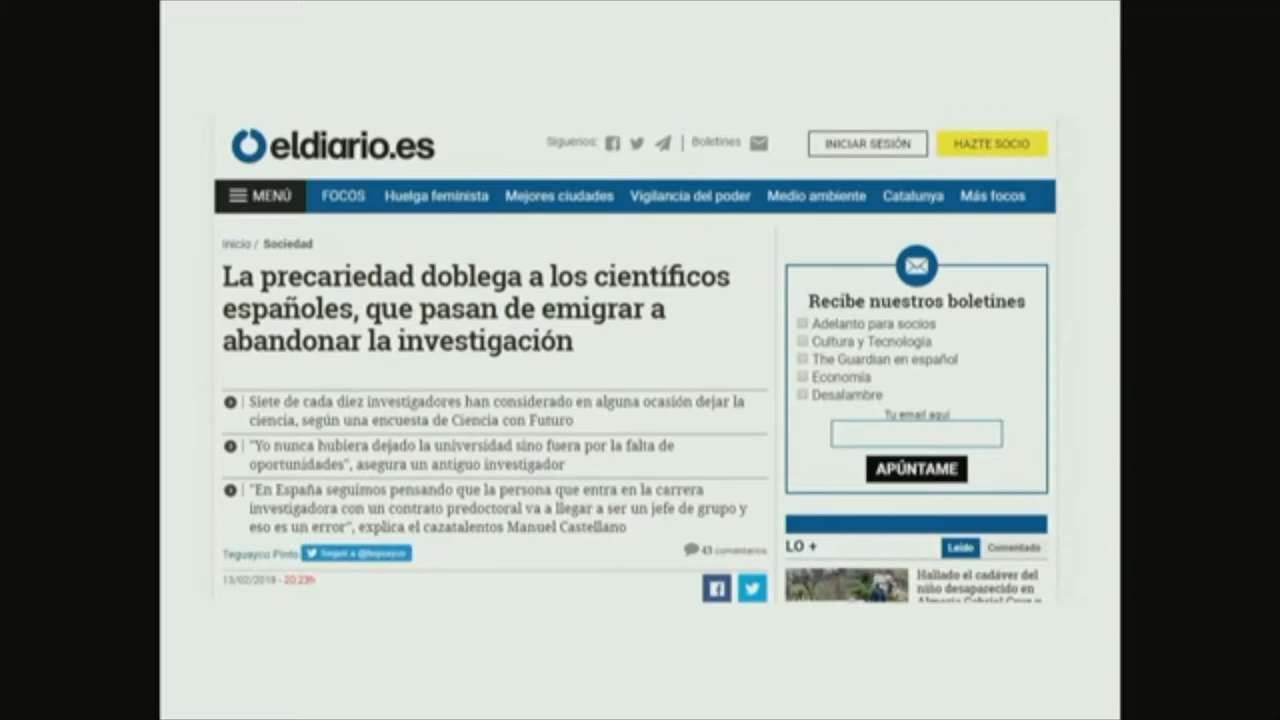 eldiario.es
Síguenos:
Boletines
INICIAR SESIÓN
HAZTE SOCIO
MENÚ
FOCOS
Huelga feminista
Mejores ciudades
Vigilancia del poder
Medio ambiente
Catalunya
Más focos
Inicio / Sociedad
La precariedad doblega a los científicos
españoles, que pasan de emigrar a
abandonar la investigación
Siete de cada diez investigadores han considerado en alguna ocasión dejar la
ciencia, según una encuesta de Ciencia con Futuro
"Yo nunca hubiera dejado la universidad sino fuera por la falta de
oportunidades", asegura un antiguo investigador
"En España seguimos pensando que la persona que entra en la carrera
investigadora con un contrato predoctoral va a llegar a ser un jefe de grupo y
eso es un error", explica el cazatalentos Manuel Castellano
Teguayco Pinto
Seguir a @teguayco
43 comentarios
13/02/2018 - 20:23h
Recibe nuestros boletines
Adelanto para socios
Cultura y Tecnología
The Guardian en español
Economía
Desalambre
Tu email aquí
APÚNTAME
LO +
Leído
Comentado
Hallado el cadáver del
niño desaparecido en
Almería Gabriel Cruz